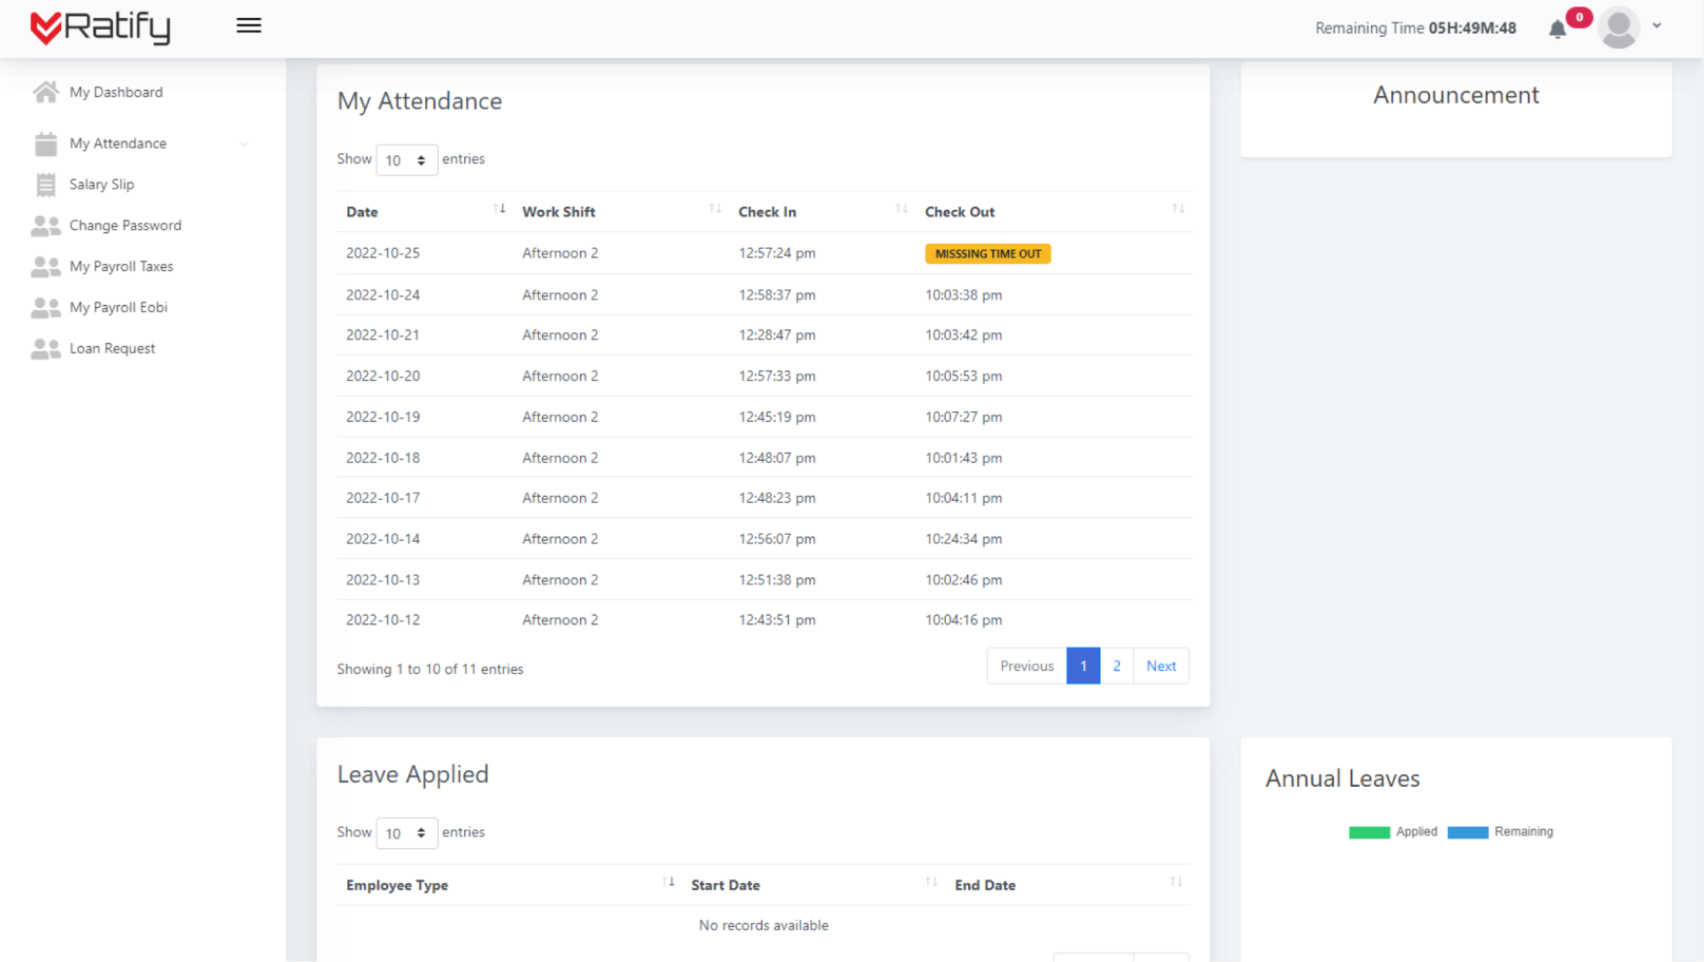 Ratify
Remaining Time 05H:49M:48
0
My Dashboard
My Attendance
Salary Slip
Change Password
My Payroll Taxes
My Payroll Eobi
Loan Request
My Attendance
Show 10 entries
Date Work Shift Check In Check Out
2022-10-25 Afternoon 2 12:57:24 pm MISSSING TIME OUT
2022-10-24 Afternoon 2 12:58:37 pm 10:03:38 pm
2022-10-21 Afternoon 2 12:28:47 pm 10:03:42 pm
2022-10-20 Afternoon 2 12:57:33 pm 10:05:53 pm
2022-10-19 Afternoon 2 12:45:19 pm 10:07:27 pm
2022-10-18 Afternoon 2 12:48:07 pm 10:01:43 pm
2022-10-17 Afternoon 2 12:48:23 pm 10:04:11 pm
2022-10-14 Afternoon 2 12:56:07 pm 10:24:34 pm
2022-10-13 Afternoon 2 12:51:38 pm 10:02:46 pm
2022-10-12 Afternoon 2 12:43:51 pm 10:04:16 pm
Showing 1 to 10 of 11 entries
Previous 1 2 Next
Announcement
Leave Applied
Show 10 entries
Employee Type Start Date End Date
No records available
Annual Leaves
Applied Remaining